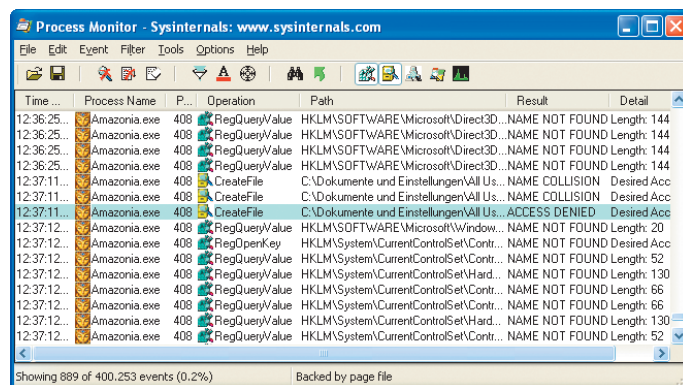 Process Monitor - Sysinternals: www.sysinternals.com
File Edit Event Filter Tools Options Help
Time ... Process Name P... Operation Path Result Detail
12:36:25... Amazonia.exe 408 RegQueryValue HKLM\SOFTWARE\Microsoft\Direct3D... NAME NOT FOUND Length: 144
12:36:25... Amazonia.exe 408 RegQueryValue HKLM\SOFTWARE\Microsoft\Direct3D... NAME NOT FOUND Length: 144
12:36:25... Amazonia.exe 408 RegQueryValue HKLM\SOFTWARE\Microsoft\Direct3D... NAME NOT FOUND Length: 144
12:36:25... Amazonia.exe 408 RegQueryValue HKLM\SOFTWARE\Microsoft\Direct3D... NAME NOT FOUND Length: 144
12:37:11... Amazonia.exe 408 CreateFile C:\Dokumente und Einstellungen\All Us... NAME COLLISION Desired Acc
12:37:11... Amazonia.exe 408 CreateFile C:\Dokumente und Einstellungen\All Us... NAME COLLISION Desired Acc
12:37:11... Amazonia.exe 408 CreateFile C:\Dokumente und Einstellungen\All Us... ACCESS DENIED Desired Acc
12:37:12... Amazonia.exe 408 RegQueryValue HKLM\SOFTWARE\Microsoft\Window... NAME NOT FOUND Length: 20
12:37:12... Amazonia.exe 408 RegOpenKey HKLM\System\CurrentControlSet\Contr... NAME NOT FOUND Desired Acc
12:37:12... Amazonia.exe 408 RegQueryValue HKLM\System\CurrentControlSet\Contr... NAME NOT FOUND Length: 52
12:37:12... Amazonia.exe 408 RegQueryValue HKLM\System\CurrentControlSet\Hard... NAME NOT FOUND Length: 130
12:37:12... Amazonia.exe 408 RegQueryValue HKLM\System\CurrentControlSet\Contr... NAME NOT FOUND Length: 66
12:37:12... Amazonia.exe 408 RegQueryValue HKLM\System\CurrentControlSet\Contr... NAME NOT FOUND Length: 66
12:37:12... Amazonia.exe 408 RegQueryValue HKLM\System\CurrentControlSet\Hard... NAME NOT FOUND Length: 130
12:37:12... Amazonia.exe 408 RegQueryValue HKLM\System\CurrentControlSet\Contr... NAME NOT FOUND Length: 52
Showing 889 of 400.253 events (0.2%) Backed by page file